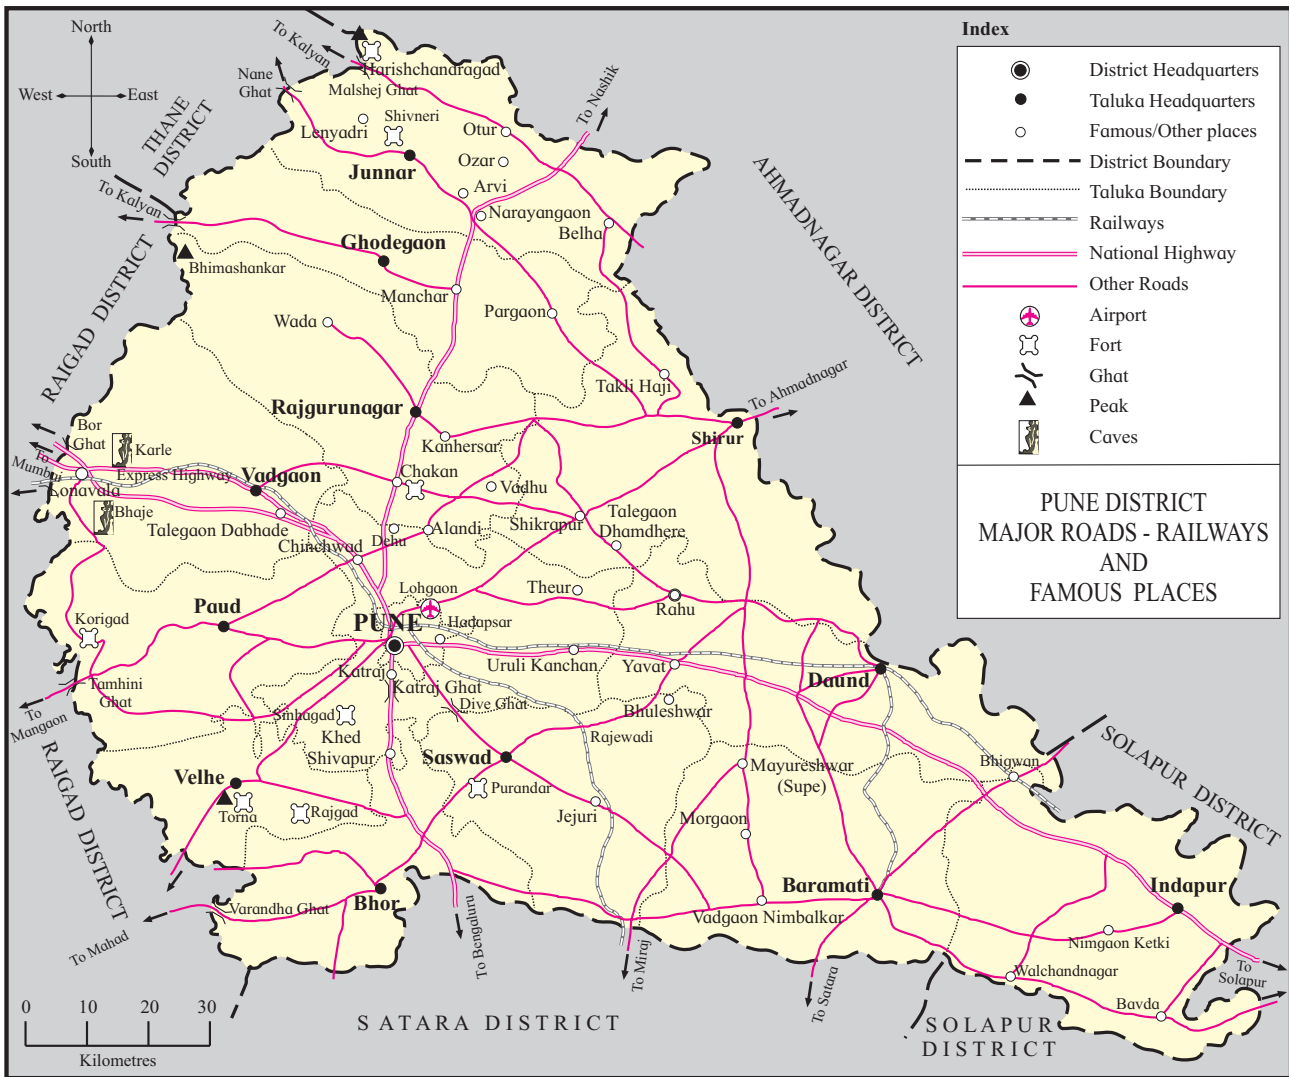 North
West
East
South
To Kalyan
Nane
Ghat
THANE
DISTRICT
Harishchandragad
Malshej Ghat
Shivneri
Lenyadri
Junnar
Otur
Ozar
Arvi
To Nashik
Narayangaon
Belha
AHMADNAGAR DISTRICT
To Kalyan
Ghodegaon
Bhimashankar
Manchar
Wada
Pargaon
RAIGAD DISTRICT
Takli Haji
To Ahmadnagar
Rajgurunagar
Kanhersar
Shirur
Bor
Ghat
Karle
To
Mumbai
Express Highway
Vadgaon
Chakan
Vadhu
Lonavala
Bhaje
Talegaon Dabhade
Shikrapur
Talegaon
Dhamdhere
Dehu
Alandi
Chinchwad
Lohgaon
Theur
Rahu
Paud
Korigad
PUNE
Hadapsar
Uruli Kanchan
Yavat
Daund
Katraj
Katraj Ghat
Tamhini
Ghat
To
Mangaon
Dive Ghat
Bhuleshwar
Sinhagad
Khed
Shivapur
Rajewadi
Saswad
Mayureshwar
(Supe)
Bhigwan
SOLAPUR DISTRICT
RAIGAD DISTRICT
Velhe
Torna
Rajgad
Purandar
Jejuri
Morgaon
Baramati
Indapur
Bhor
Varandha Ghat
Vadgaon Nimbalkar
Nimgaon Ketki
To Mahad
To Bengaluru
To Miraj
To Satara
Walchandnagar
To
Solapur
Bavda
SATARA DISTRICT
SOLAPUR
DISTRICT
0 10 20 30
Kilometres
Index
District Headquarters
Taluka Headquarters
Famous/Other places
District Boundary
Taluka Boundary
Railways
National Highway
Other Roads
Airport
Fort
Ghat
Peak
Caves
PUNE DISTRICT
MAJOR ROADS - RAILWAYS
AND
FAMOUS PLACES